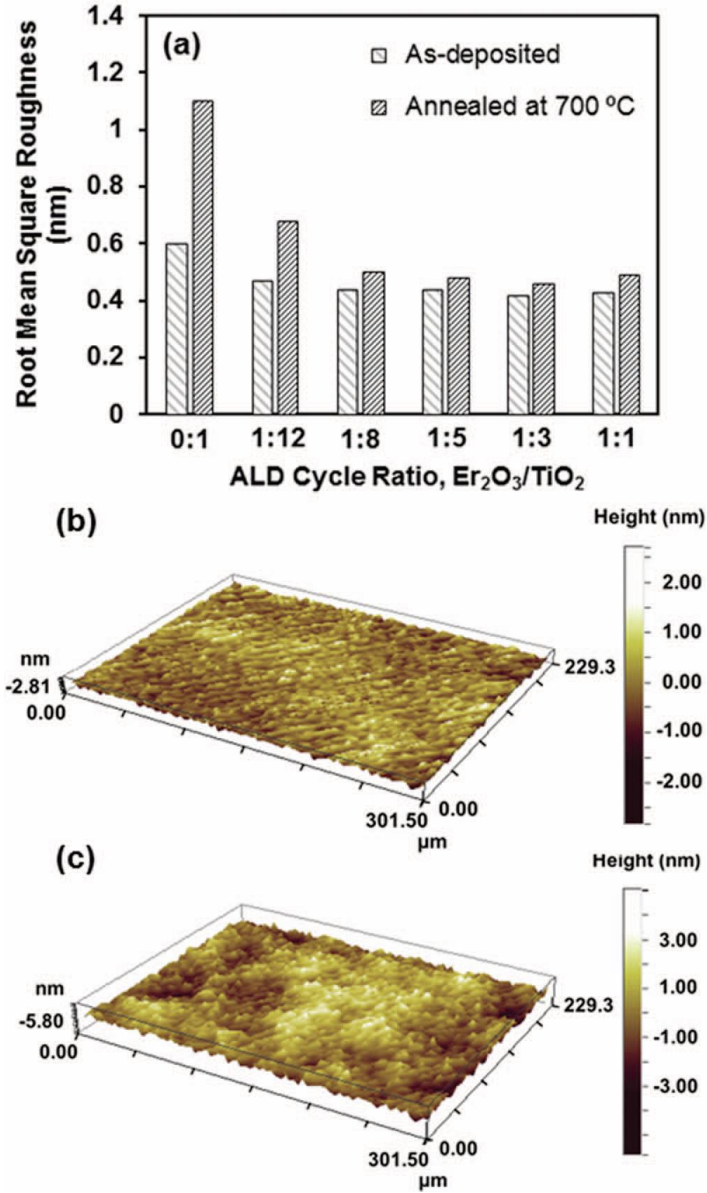 (a)
As-deposited
Annealed at 700 ºC
Root Mean Square Roughness
(nm)
1.4
1.2
1
0.8
0.6
0.4
0.2
0
0:1 1:12 1:8 1:5 1:3 1:1
ALD Cycle Ratio, Er₂O₃/TiO₂
(b)
Height (nm)
2.00
1.00
0.00
-1.00
-2.00
nm
-2.81
0.00
229.3
0.00
301.50
µm
(c)
Height (nm)
3.00
1.00
-1.00
-3.00
nm
-5.80
0.00
229.3
0.00
301.50
µm